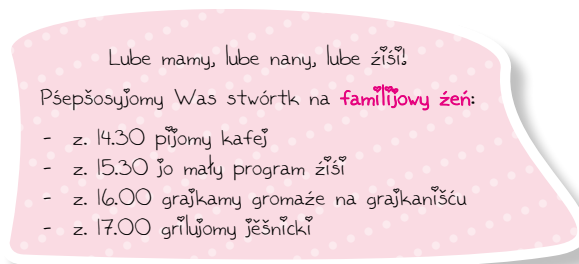 Lube mamy, lube nany, lube źiśi!
Pśepšosyjomy Was stwórtk na familijowy źeń:
- z. 14.30 pijomy kafej
- z. 15.30 jo mały program źiśi
- z. 16.00 grajkamy gromaźe na grajkanišću
- z. 17.00 grilujomy jěšnicki